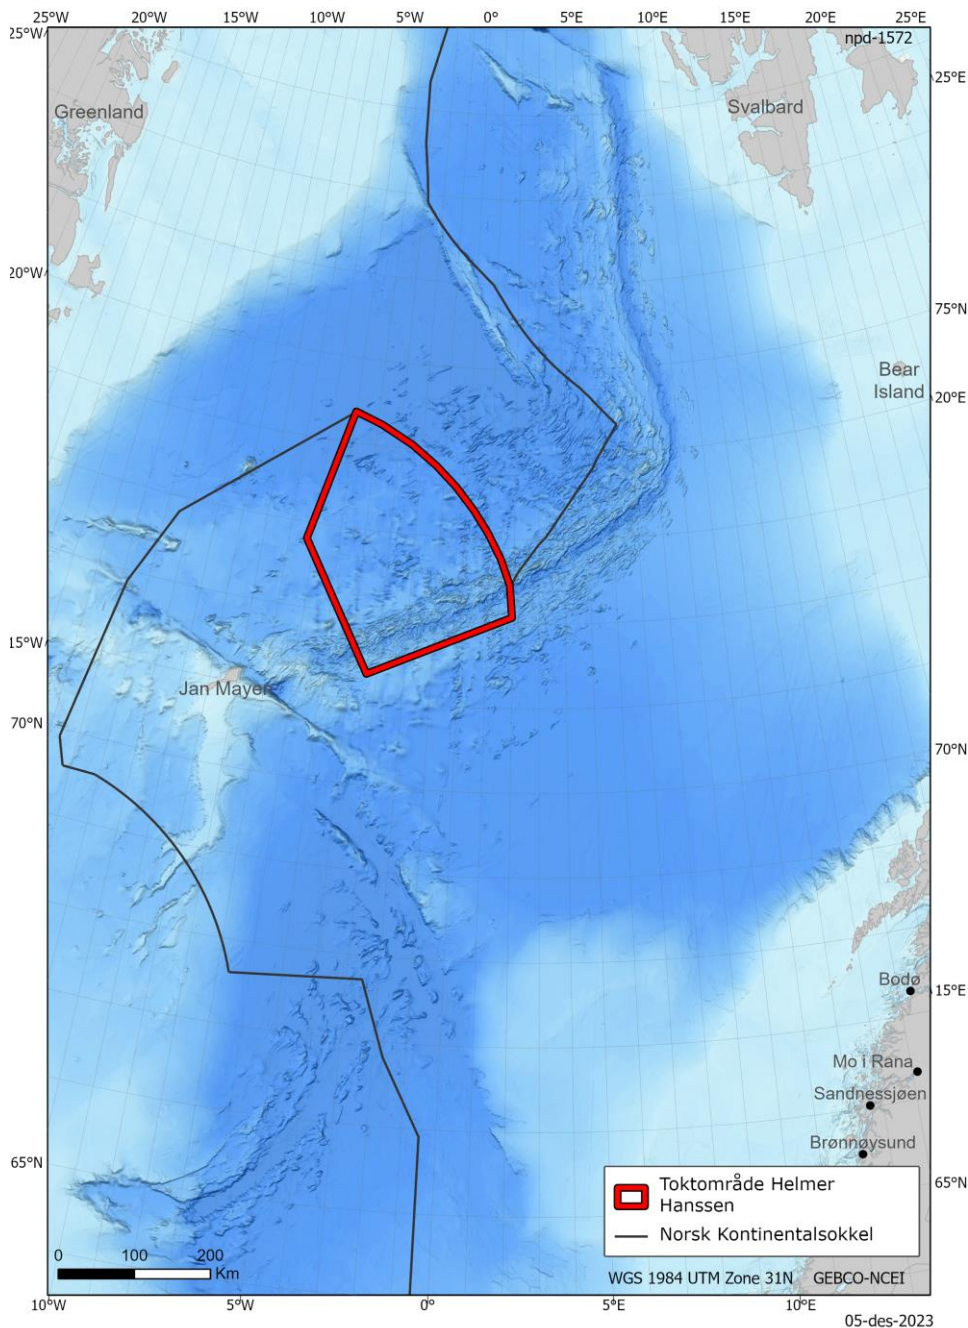 25W 20°W 15°W 10°W 5°W 0° 5°E 10°E 15°E 20°E 25°E
25°W
npd-1572
25°E
Greenland
Svalbard
20°W
75°N
Bear
Island
20°E
15°W
Jan Mayen
70°N
70°N
Bodø
15°E
Mo i Rana
Sandnessjøen
Brønnøysund
65°N
65°N
Toktområde Helmer
Hanssen
Norsk Kontinentalsokkel
0 100 200
Km
WGS 1984 UTM Zone 31N GEBCO-NCEI
10°W 5°W 0° 5°E 10°E
05-des-2023